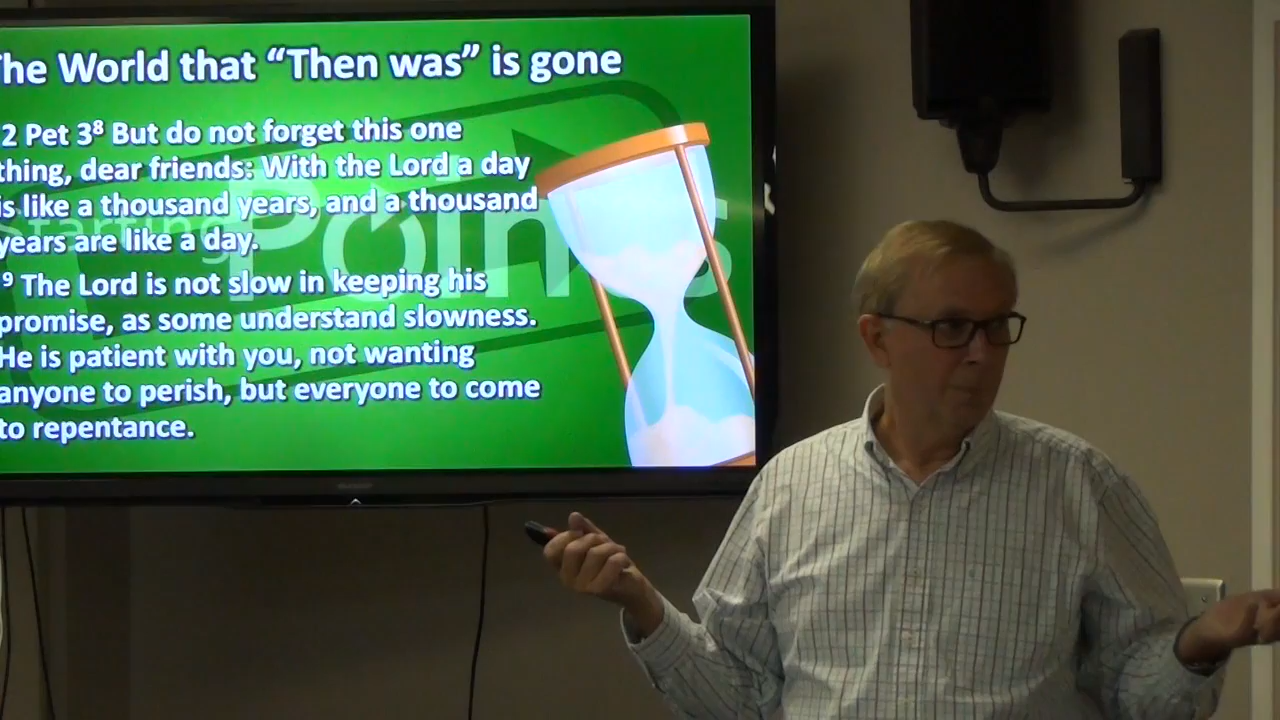 The World that “Then was” is gone
2 Pet 3⁸ But do not forget this one
thing, dear friends: With the Lord a day
is like a thousand years, and a thousand
years are like a day.
⁹ The Lord is not slow in keeping his
promise, as some understand slowness.
He is patient with you, not wanting
anyone to perish, but everyone to come
to repentance.
Starting
Points